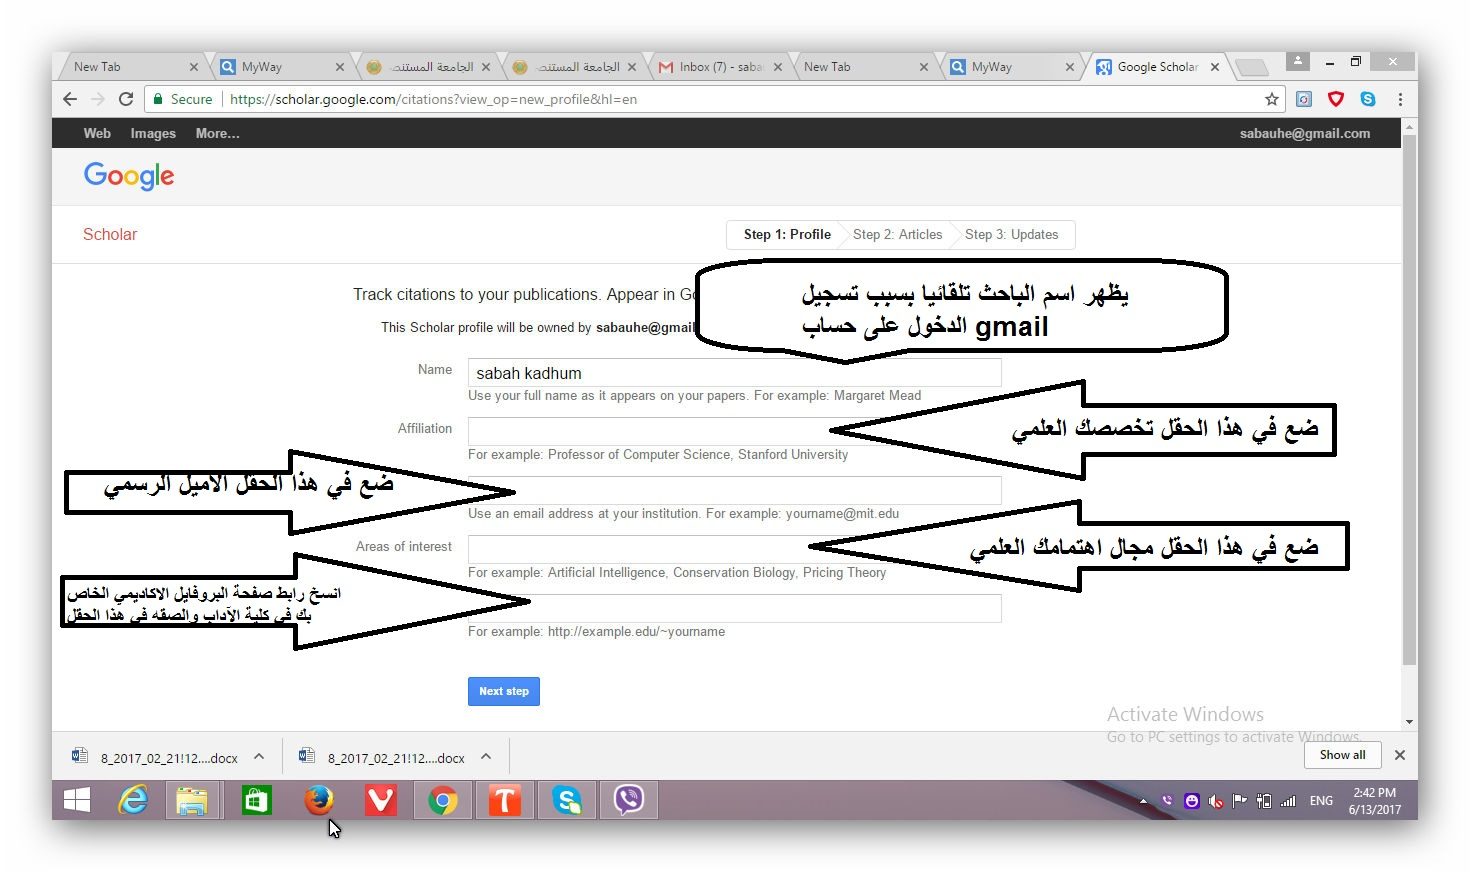 New Tab
MyWay
الجامعة المستنصـ
الجامعة المستنصـ
Inbox (7) - saba
New Tab
MyWay
Google Scholar
Secure | https://scholar.google.com/citations?view_op=new_profile&hl=en
Web Images More... sabauhe@gmail.com
Google
Scholar
Step 1: Profile Step 2: Articles Step 3: Updates
يظهر اسم الباحث تلقائيا بسبب تسجيل
الدخول على حساب gmail
Track citations to your publications. Appear in Go
This Scholar profile will be owned by sabauhe@gmail
Name sabah kadhum
Use your full name as it appears on your papers. For example: Margaret Mead
Affiliation
ضع في هذا الحقل تخصصك العلمي
For example: Professor of Computer Science, Stanford University
ضع في هذا الحقل الاميل الرسمي
Use an email address at your institution. For example: yourname@mit.edu
Areas of interest
ضع في هذا الحقل مجال اهتمامك العلمي
For example: Artificial Intelligence, Conservation Biology, Pricing Theory
انسخ رابط صفحة البروفايل الاكاديمي الخاص
بك في كلية الآداب والصقه في هذا الحقل
For example: http://example.edu/~yourname
Next step
Activate Windows
Go to PC settings to activate Windows.
8_2017_02_21!12....docx
8_2017_02_21!12....docx
Show all
ENG
2:42 PM
6/13/2017